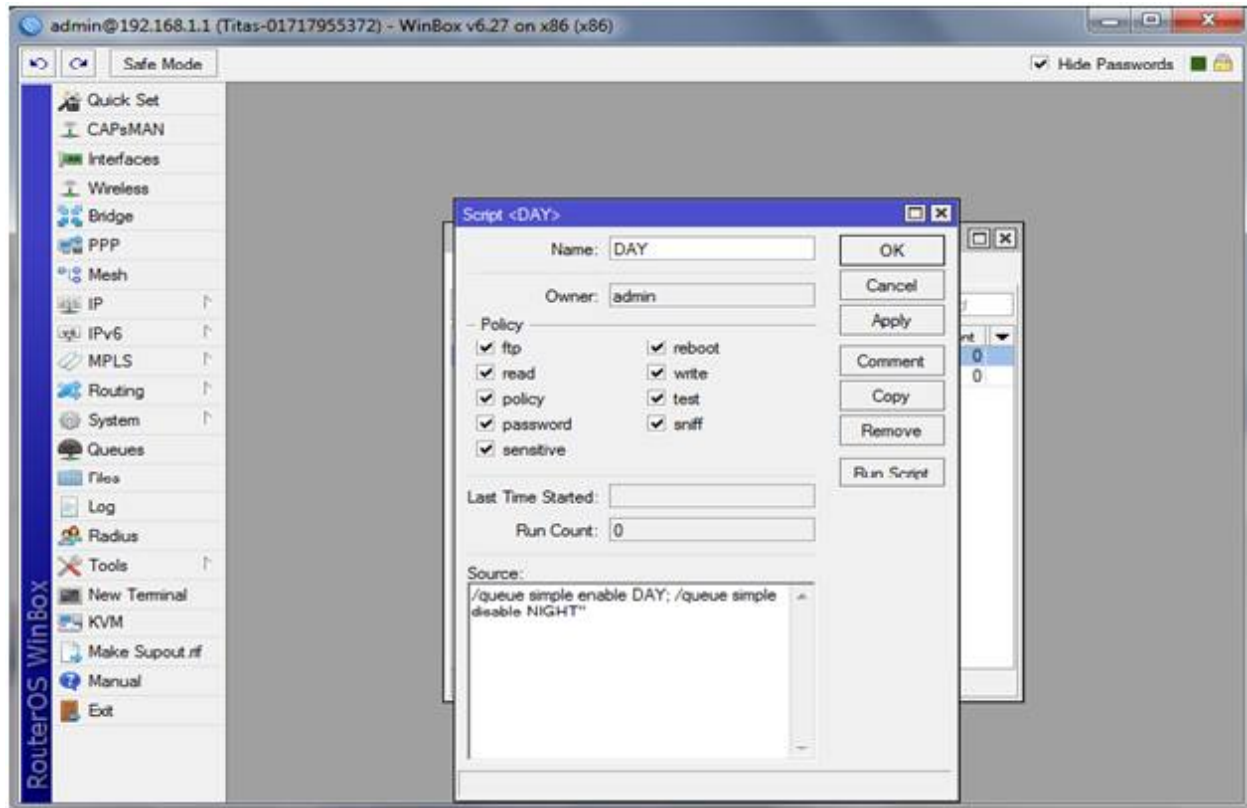 admin@192.168.1.1 (Titas-01717955372) - WinBox v6.27 on x86 (x86)
Safe Mode
Hide Passwords
Quick Set
CAPsMAN
Interfaces
Wireless
Bridge
PPP
Mesh
IP
IPv6
MPLS
Routing
System
Queues
Files
Log
Radius
Tools
New Terminal
KVM
Make Supout.rif
Manual
Exit
RouterOS WinBox
Script <DAY>
Name: DAY
Owner: admin
Policy
ftp reboot
read write
policy test
password sniff
sensitive
Last Time Started:
Run Count: 0
Source:
/queue simple enable DAY; /queue simple
disable NIGHT"
OK
Cancel
Apply
Comment
Copy
Remove
Run Script
0
0